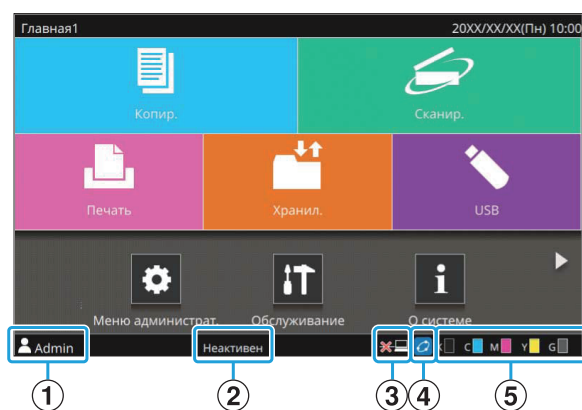 Главная1 20XX/XX/XX(Пн) 10:00
Копир. Сканир.
Печать Хранил. USB
Меню администрат. Обслуживание О системе
Admin Неактивен K C M Y G
1 2 3 4 5